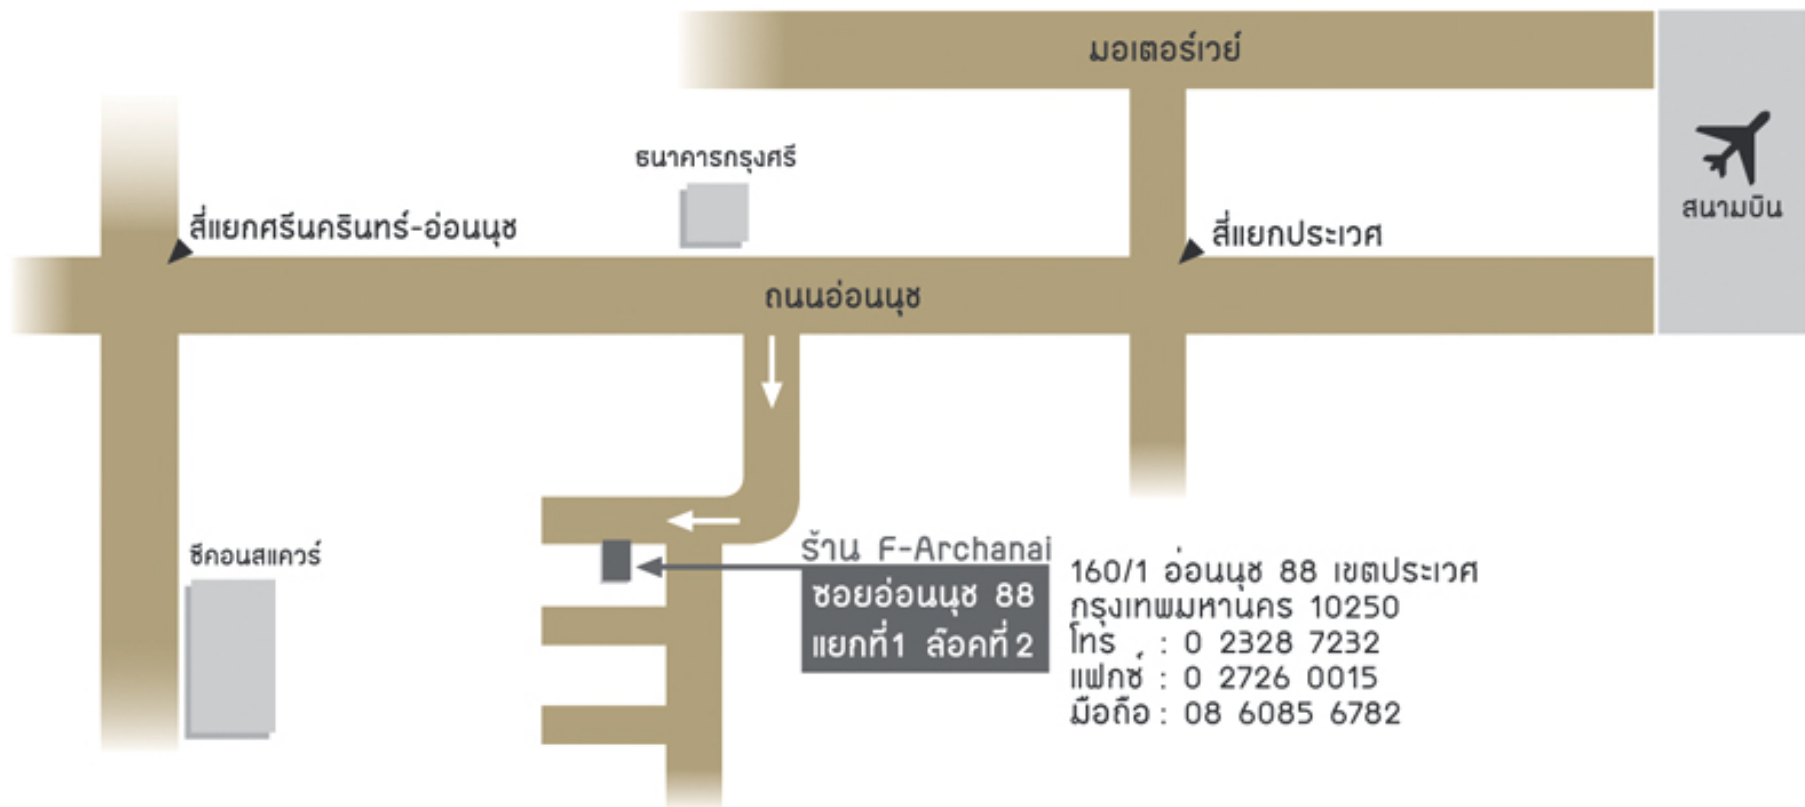 มอเตอร์เวย์
ธนาคารกรุงศรี
สนามบิน
สี่แยกศรีนครินทร์-อ่อนนุช
สี่แยกประเวศ
ถนนอ่อนนุช
ซีคอนสแควร์
ร้าน F-Archanai
ซอยอ่อนนุช 88
แยกที่1 ล๊อคที่2
160/1 อ่อนนุช 88 เขตประเวศ
กรุงเทพมหานคร 10250
โทร : 0 2328 7232
แฟกซ์ : 0 2726 0015
มือถือ : 08 6085 6782